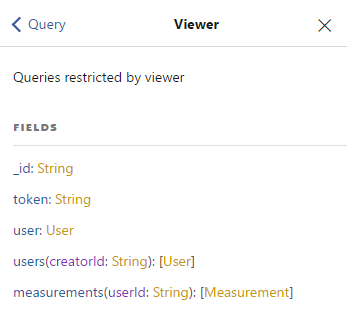 Query
Viewer
Queries restricted by viewer
FIELDS
_id: String
token: String
user: User
users(creatorId: String): [User]
measurements(userId: String): [Measurement]